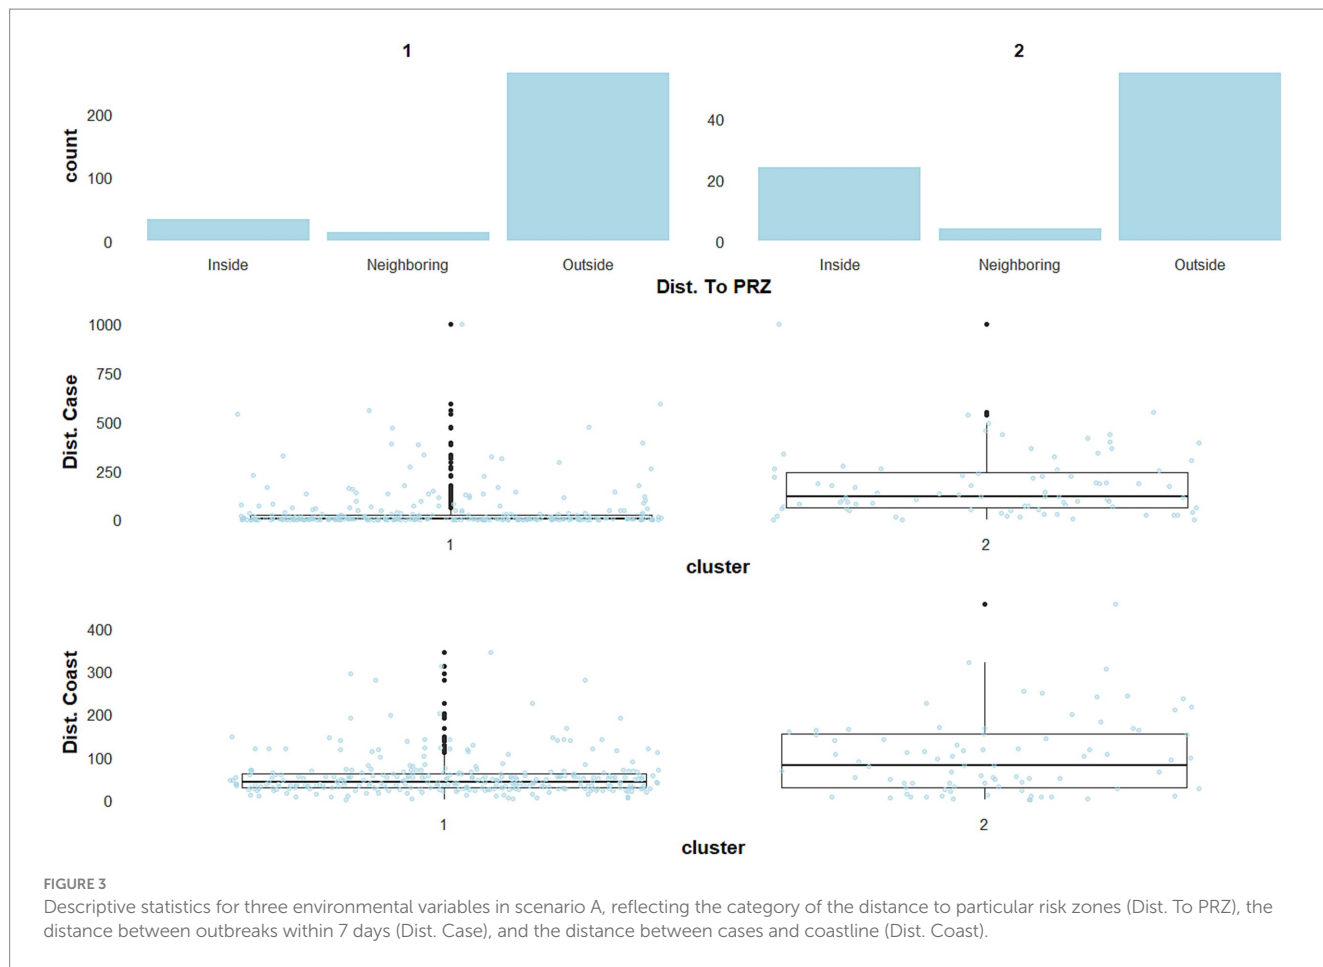 1
2
count
200
100
0
40
20
0
Inside
Neighboring
Outside
Inside
Neighboring
Outside
Dist. To PRZ
Dist. Case
1000
750
500
250
0
1
2
cluster
Dist. Coast
400
300
200
100
0
1
2
cluster
FIGURE 3
Descriptive statistics for three environmental variables in scenario A, reflecting the category of the distance to particular risk zones (Dist. To PRZ), the
distance between outbreaks within 7 days (Dist. Case), and the distance between cases and coastline (Dist. Coast).